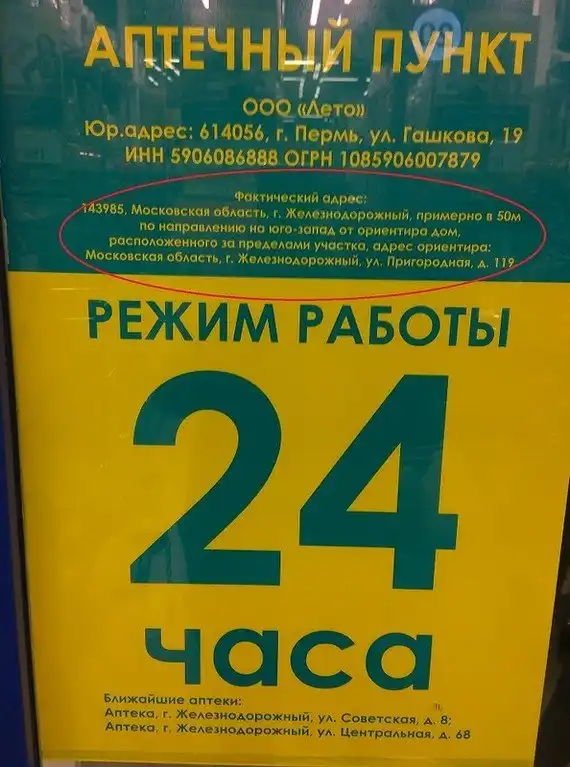 АПТЕЧНЫЙ ПУНКТ
ООО «Лето»
Юр.адрес: 614056, г. Пермь, ул. Гашкова, 19
ИНН 5906086888 ОГРН 1085906007879
Фактический адрес:
143985, Московская область, г. Железнодорожный, примерно в 50м
по направлению на юго-запад от ориентира дом,
расположенного за пределами участка, адрес ориентира:
Московская область, г. Железнодорожный, ул. Пригородная, д. 119
РЕЖИМ РАБОТЫ
24
часа
Ближайшие аптеки:
Аптека, г. Железнодорожный, ул. Советская, д. 8;
Аптека, г. Железнодорожный, ул. Центральная, д. 68